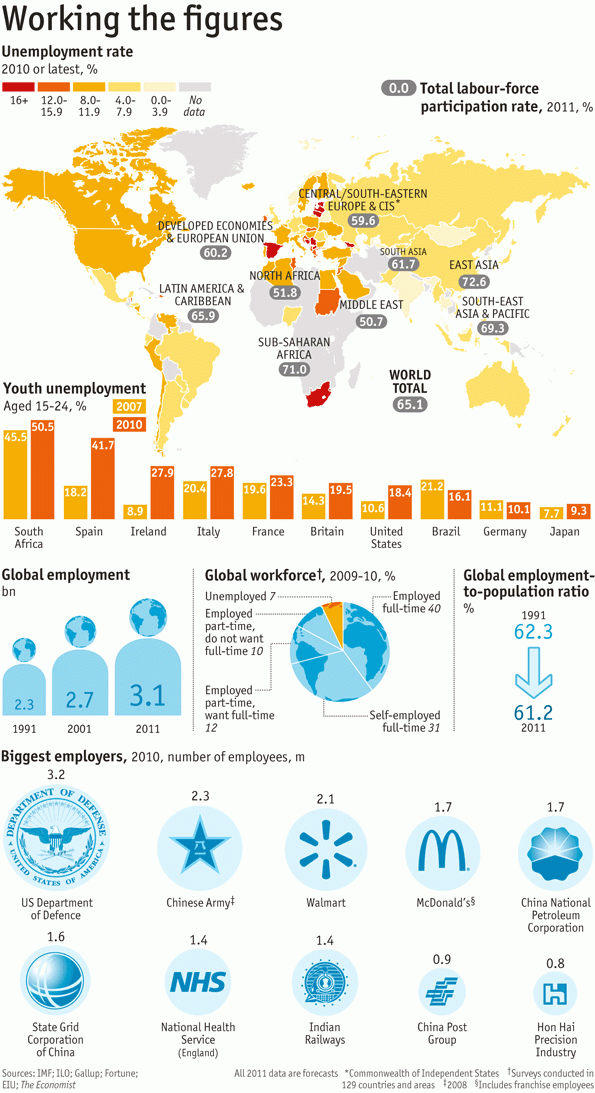 Working the figures
Unemployment rate
2010 or latest, %
16+
12.0-
15.9
8.0-
11.9
4.0-
7.9
0.0-
3.9
No
data
0.0 Total labour-force
participation rate, 2011, %
CENTRAL/SOUTH-EASTERN
EUROPE & CIS*
59.6
DEVELOPED ECONOMIES
& EUROPEAN UNION
60.2
SOUTH ASIA
61.7
EAST ASIA
72.6
NORTH AFRICA
51.8
LATIN AMERICA &
CARIBBEAN
65.9
MIDDLE EAST
50.7
SOUTH-EAST
ASIA & PACIFIC
69.3
SUB-SAHARAN
AFRICA
71.0
WORLD
TOTAL
65.1
Youth unemployment
Aged 15-24, %
2007
2010
45.5 50.5
18.2 41.7
8.9 27.9
20.4 27.8
19.6 23.3
14.3 19.5
10.6 18.4
21.2 16.1
11.1 10.1
7.7 9.3
South
Africa
Spain
Ireland
Italy
France
Britain
United
States
Brazil
Germany
Japan
Global employment
bn
2.3
2.7
3.1
1991
2001
2011
Global workforce†, 2009-10, %
Unemployed 7
Employed
part-time,
do not want
full-time 10
Employed
part-time,
want full-time
12
Employed
full-time 40
Self-employed
full-time 31
Global employment-
to-population ratio
%
1991
62.3
61.2
2011
Biggest employers, 2010, number of employees, m
3.2
DEPARTMENT OF DEFENSE
UNITED STATES OF AMERICA
US Department
of Defence
2.3
Chinese Army‡
2.1
Walmart
1.7
McDonald's§
1.7
China National
Petroleum
Corporation
1.6
State Grid
Corporation
of China
1.4
NHS
National Health
Service
(England)
1.4
Indian
Railways
0.9
China Post
Group
0.8
Hon Hai
Precision
Industry
Sources: IMF; ILO; Gallup; Fortune;
EIU; The Economist
All 2011 data are forecasts *Commonwealth of Independent States †Surveys conducted in
129 countries and areas ‡2008 §Includes franchise employees